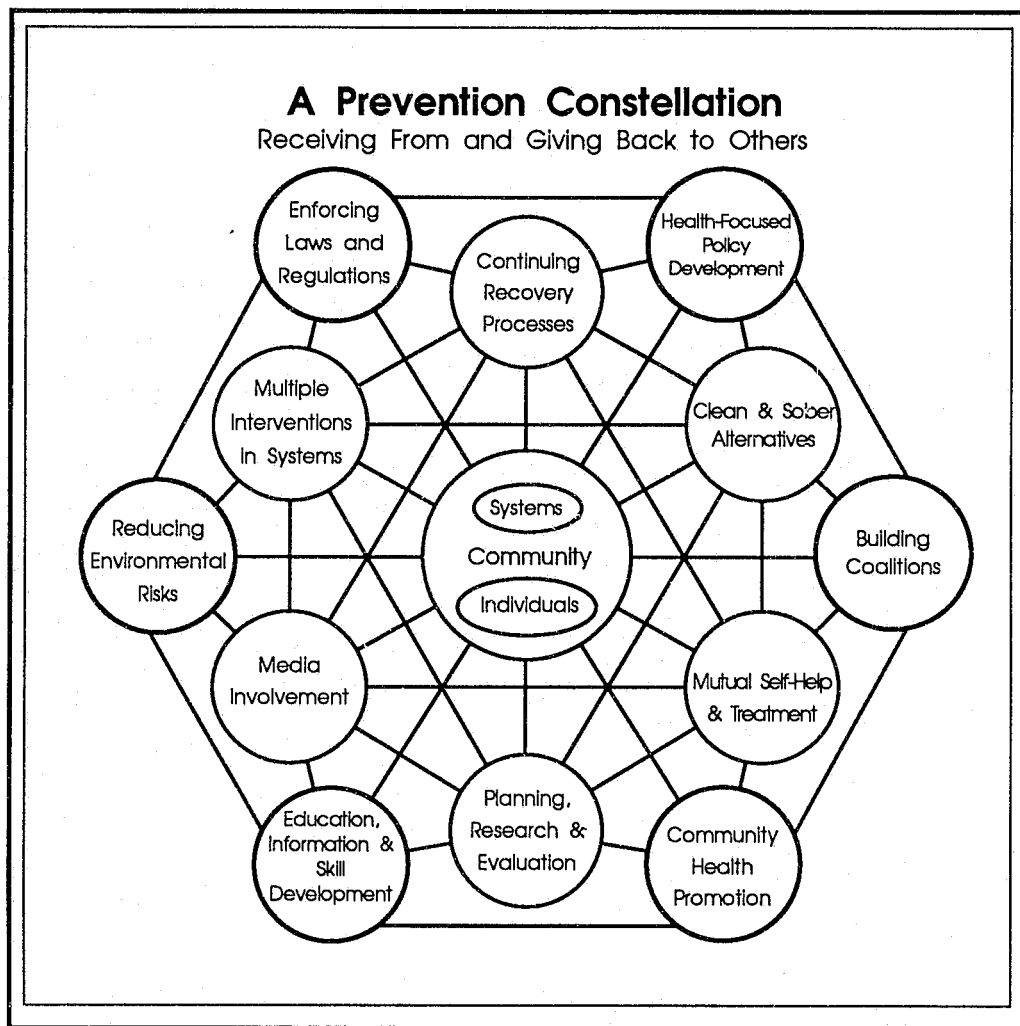 A Prevention Constellation
Receiving From and Giving Back to Others
Enforcing
Laws and
Regulations
Health-Focused
Policy
Development
Continuing
Recovery
Processes
Multiple
Interventions
In Systems
Clean & Sober
Alternatives
Systems
Community
Individuals
Reducing
Environmental
Risks
Building
Coalitions
Media
Involvement
Mutual Self-Help
& Treatment
Education,
Information &
Skill
Development
Planning,
Research &
Evaluation
Community
Health
Promotion